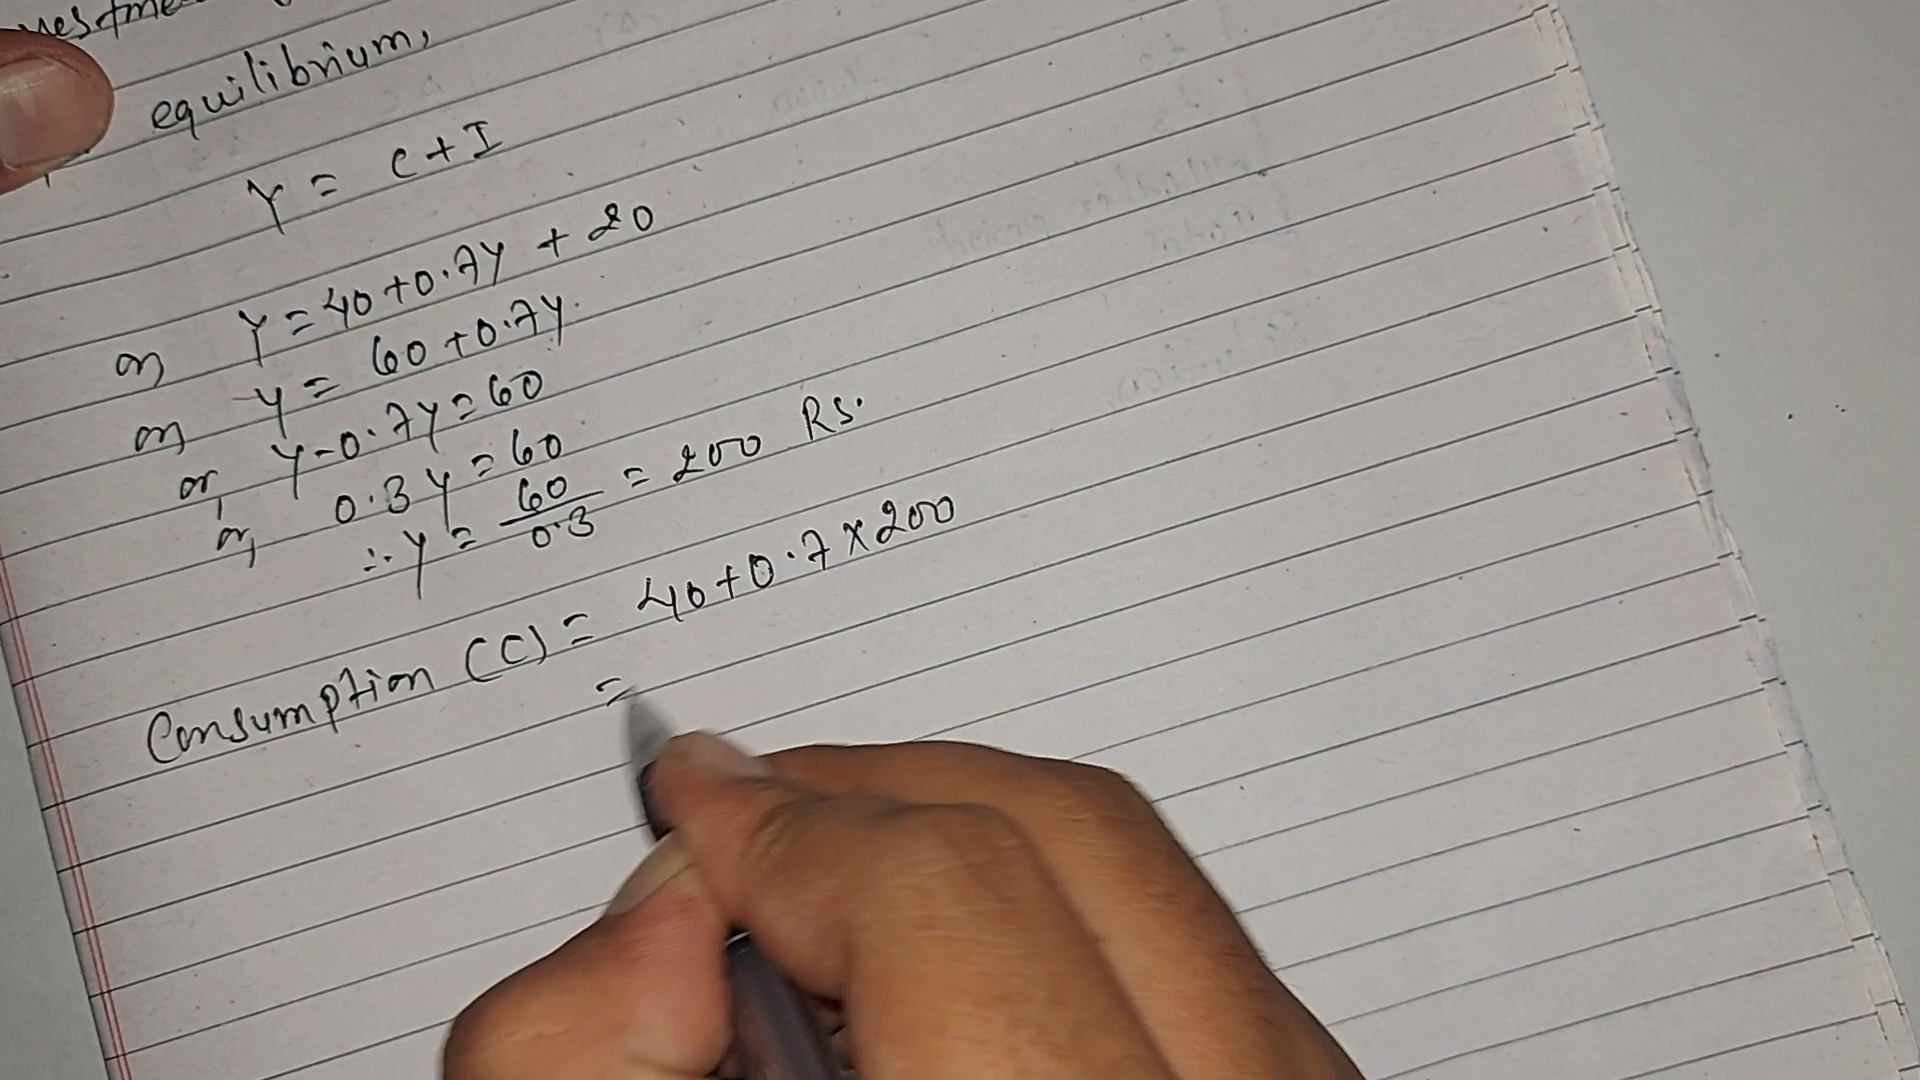 equilibrium,
Y = C + I
or Y = 40 + 0.7Y + 20
or Y = 60 + 0.7Y.
or, Y - 0.7Y = 60
or, 0.3Y = 60
∴ Y = 60/0.3 = 200 Rs.
Consumption (C) = 40 + 0.7 × 200
=